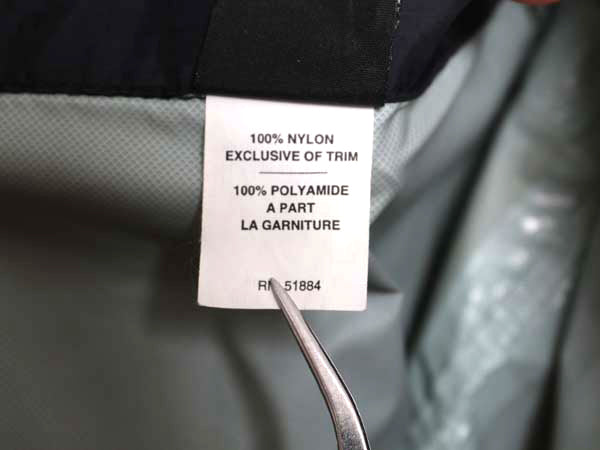 100% NYLON
EXCLUSIVE OF TRIM
100% POLYAMIDE
A PART
LA GARNITURE
51884